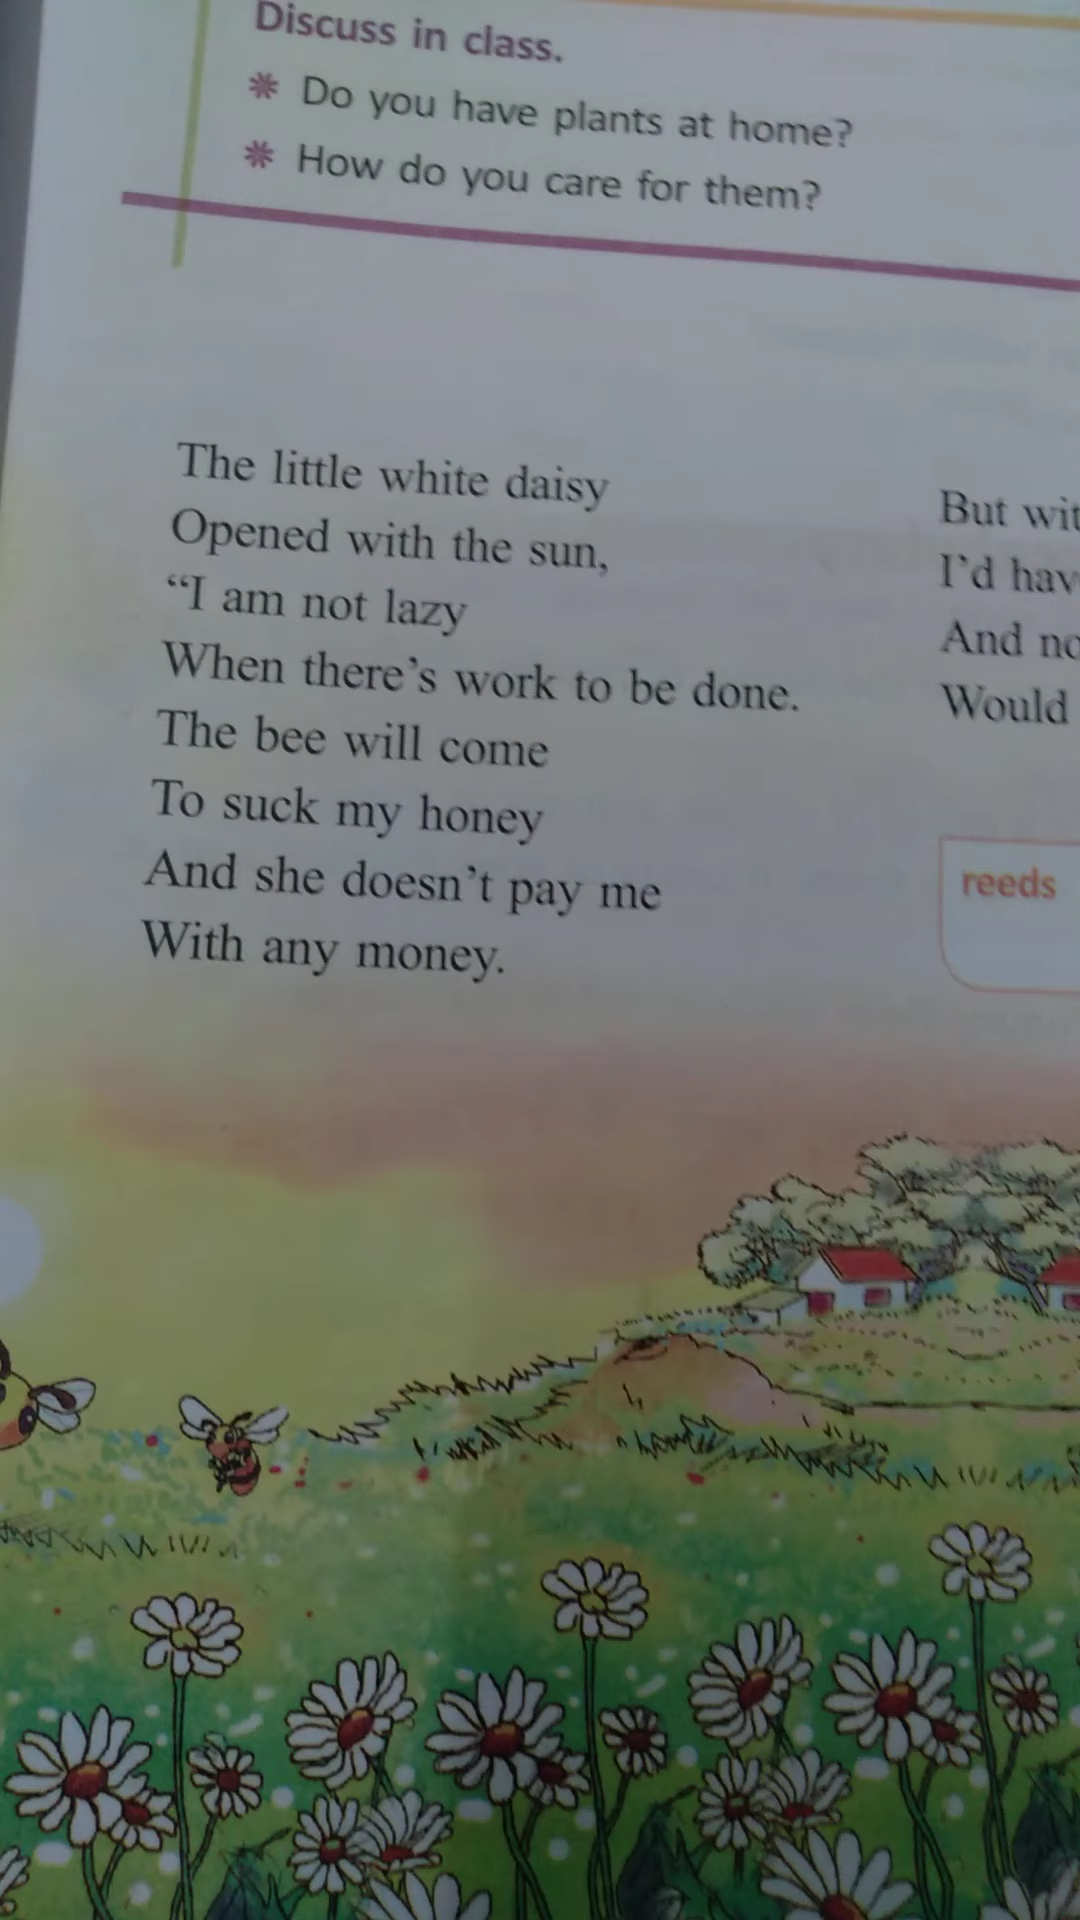 Discuss in class.
* Do you have plants at home?
* How do you care for them?
The little white daisy
Opened with the sun,
“I am not lazy
When there’s work to be done.
The bee will come
To suck my honey
And she doesn’t pay me
With any money.
But
I’d
And
Would
reeds